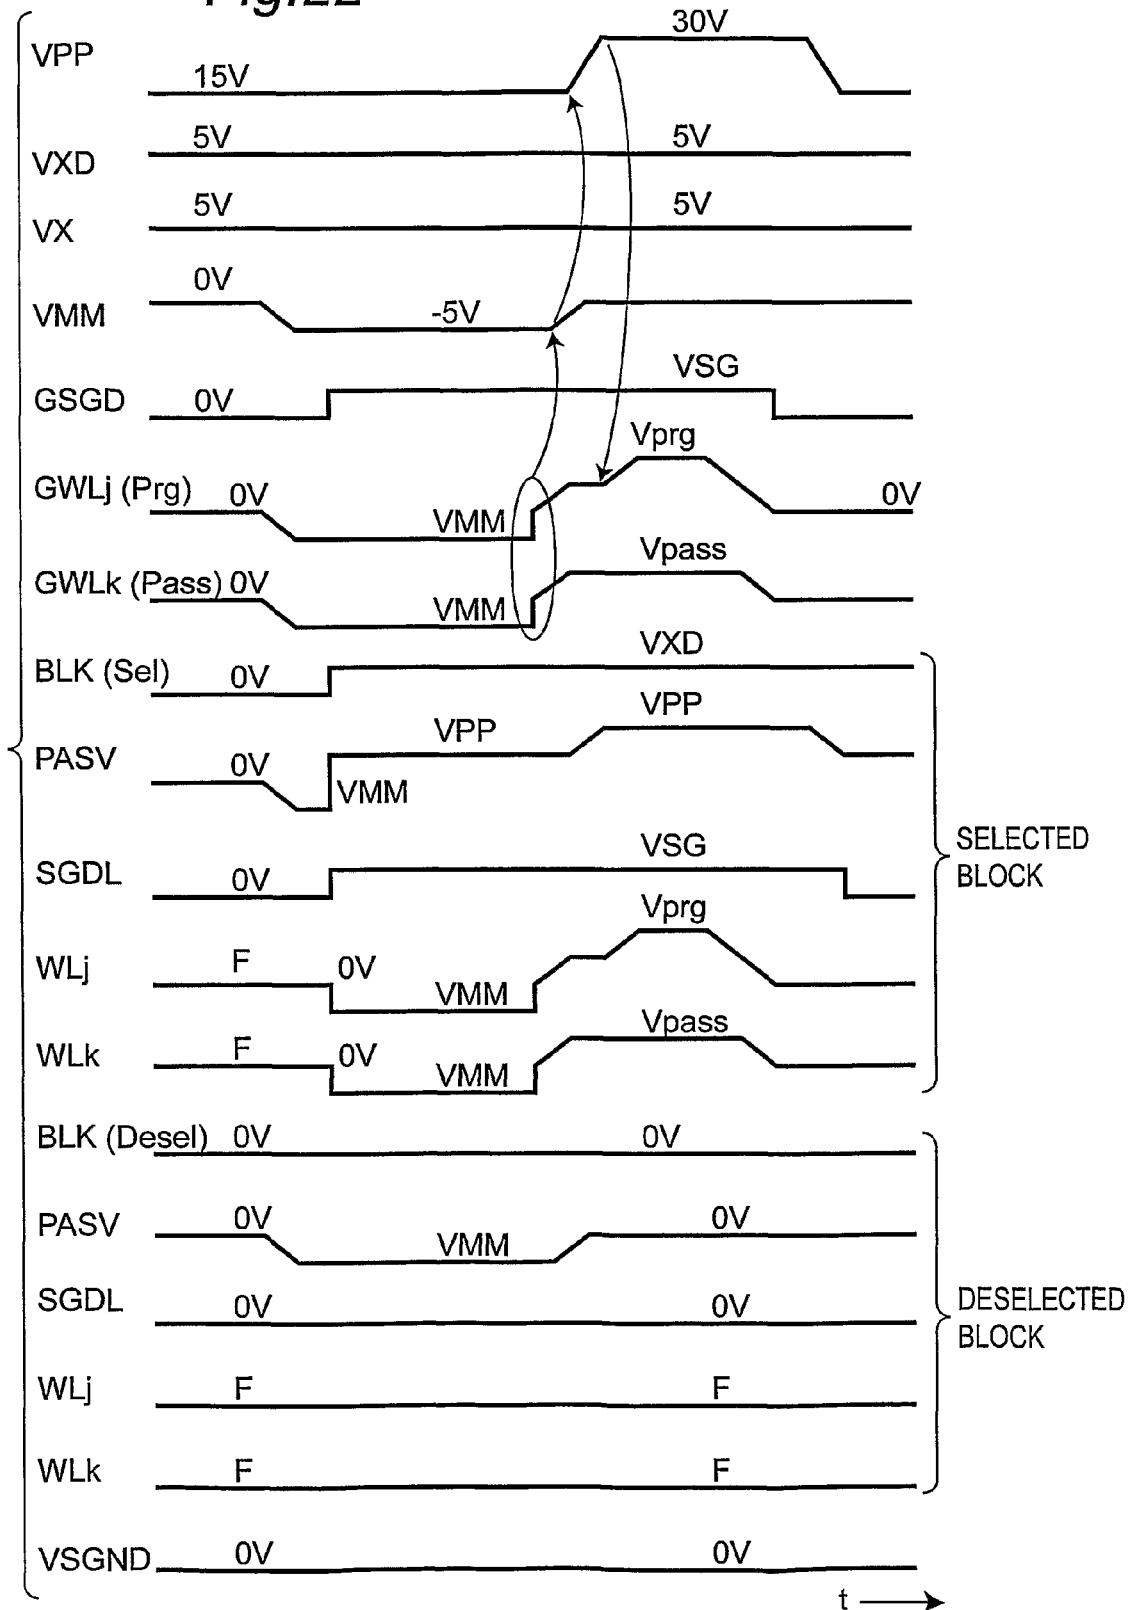 Fig.22
VPP 15V 30V
VXD 5V 5V
VX 5V 5V
VMM 0V -5V
GSGD 0V VSG
GWLj (Prg) 0V VMM Vprg 0V
GWLk (Pass) 0V VMM Vpass
BLK (Sel) 0V VXD
PASV 0V VMM VPP VPP
SGDL 0V VSG
WLj F 0V VMM Vprg
WLk F 0V VMM Vpass
SELECTED
BLOCK
BLK (Desel) 0V 0V
PASV 0V VMM 0V
SGDL 0V 0V
WLj F F
WLk F F
DESELECTED
BLOCK
VSGND 0V 0V
t